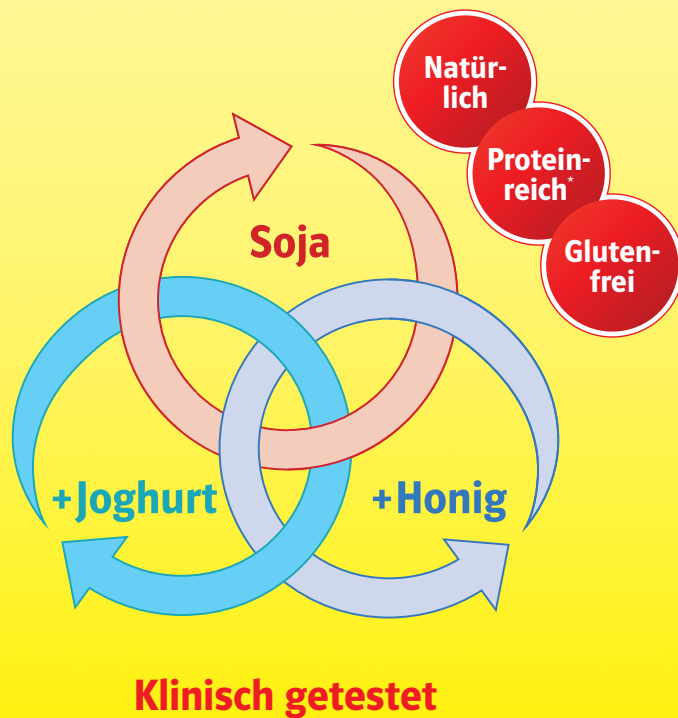 Natür-
lich
Protein-
reich*
Gluten-
frei
Soja
+Joghurt
+Honig
Klinisch getestet